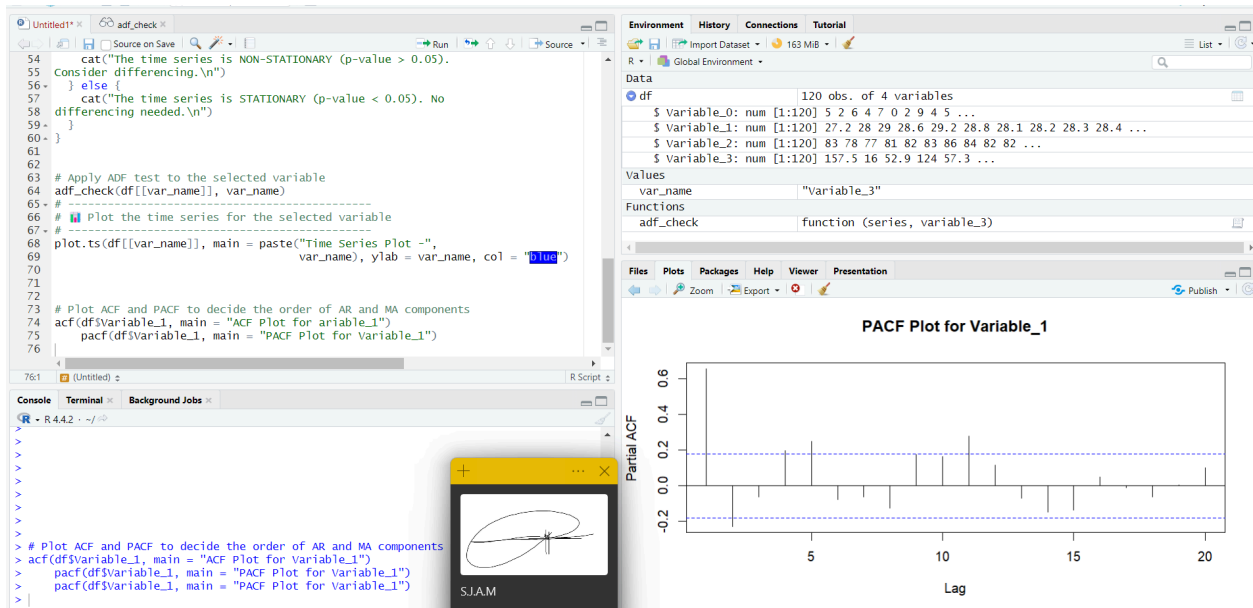 Untitled1* × adf_check ×
Source on Save Run Source
54 cat("The time series is NON-STATIONARY (p-value > 0.05).
55 Consider differencing.\n")
56 } else {
57 cat("The time series is STATIONARY (p-value < 0.05). No
58 differencing needed.\n")
59 }
60 }
61
62
63 # Apply ADF test to the selected variable
64 adf_check(df[[var_name]], var_name)
65 # ---------------------------------------------
66 # 📊 Plot the time series for the selected variable
67 # ---------------------------------------------
68 plot.ts(df[[var_name]], main = paste("Time Series Plot -",
69 var_name), ylab = var_name, col = "blue")
70
71
72
73 # Plot ACF and PACF to decide the order of AR and MA components
74 acf(df$Variable_1, main = "ACF Plot for ariable_1")
75 pacf(df$Variable_1, main = "PACF Plot for Variable_1")
76
76:1 (Untitled) R Script
Console Terminal × Background Jobs ×
R 4.4.2 · ~/
>
>
>
>
>
>
>
>
>
> # Plot ACF and PACF to decide the order of AR and MA components
> acf(df$Variable_1, main = "ACF Plot for Variable_1")
> pacf(df$Variable_1, main = "PACF Plot for Variable_1")
> pacf(df$Variable_1, main = "PACF Plot for Variable_1")
>
S.J.A.M
Environment History Connections Tutorial
Import Dataset 163 MiB List
R Global Environment
Data
df 120 obs. of 4 variables
$ Variable_0: num [1:120] 5 2 6 4 7 0 2 9 4 5 ...
$ Variable_1: num [1:120] 27.2 28 29 28.6 29.2 28.8 28.1 28.2 28.3 28.4 ...
$ Variable_2: num [1:120] 83 78 77 81 82 83 86 84 82 82 ...
$ Variable_3: num [1:120] 157.5 16 52.9 124 57.3 ...
Values
var_name "Variable_3"
Functions
adf_check function (series, variable_3)
Files Plots Packages Help Viewer Presentation
Zoom Export Publish
PACF Plot for Variable_1
Partial ACF
0.6
0.4
0.2
0.0
-0.2
5 10 15 20
Lag